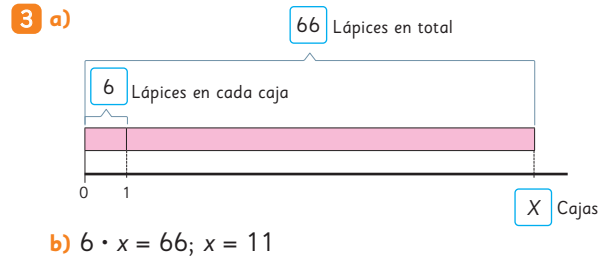 3 a)
66 Lápices en total
6 Lápices en cada caja
0 1
X Cajas
b) 6 · x = 66; x = 11